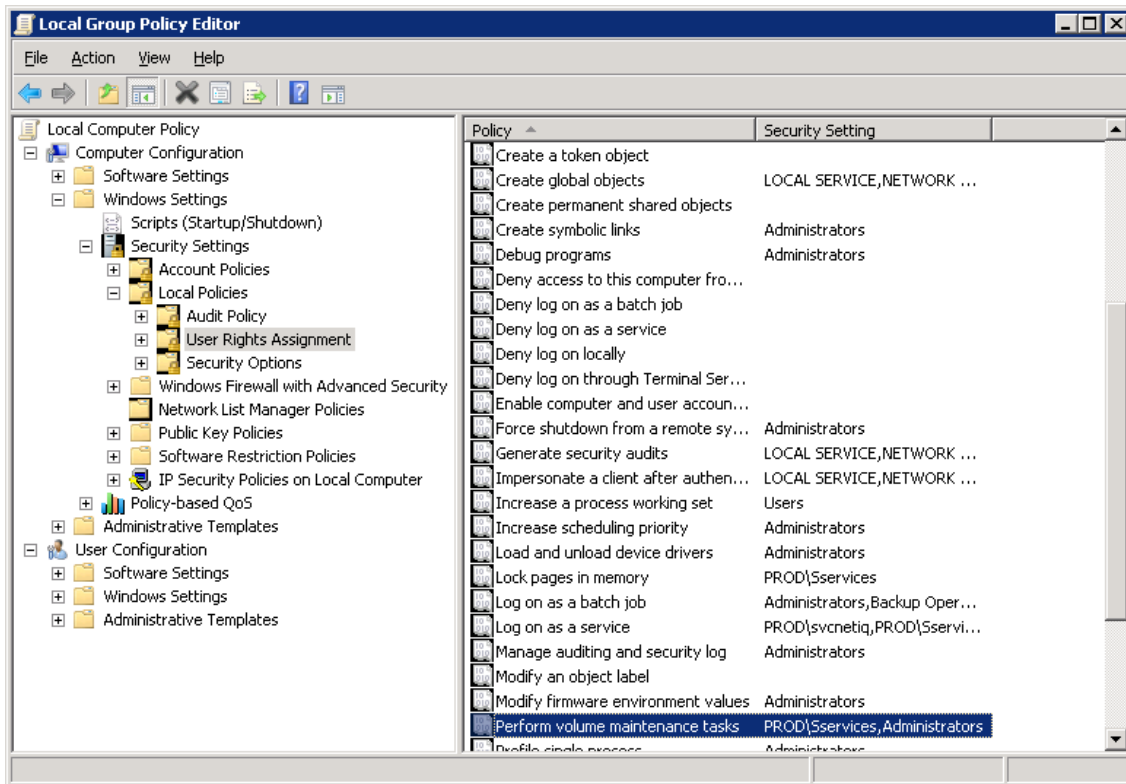 Local Group Policy Editor
File Action View Help
Local Computer Policy
Computer Configuration
Software Settings
Windows Settings
Scripts (Startup/Shutdown)
Security Settings
Account Policies
Local Policies
Audit Policy
User Rights Assignment
Security Options
Windows Firewall with Advanced Security
Network List Manager Policies
Public Key Policies
Software Restriction Policies
IP Security Policies on Local Computer
Policy-based QoS
Administrative Templates
User Configuration
Software Settings
Windows Settings
Administrative Templates
Policy Security Setting
Create a token object
Create global objects LOCAL SERVICE,NETWORK ...
Create permanent shared objects
Create symbolic links Administrators
Debug programs Administrators
Deny access to this computer fro...
Deny log on as a batch job
Deny log on as a service
Deny log on locally
Deny log on through Terminal Ser...
Enable computer and user accoun...
Force shutdown from a remote sy... Administrators
Generate security audits LOCAL SERVICE,NETWORK ...
Impersonate a client after authen... LOCAL SERVICE,NETWORK ...
Increase a process working set Users
Increase scheduling priority Administrators
Load and unload device drivers Administrators
Lock pages in memory PROD\Sservices
Log on as a batch job Administrators,Backup Oper...
Log on as a service PROD\svcnetiq,PROD\Sservi...
Manage auditing and security log Administrators
Modify an object label
Modify firmware environment values Administrators
Perform volume maintenance tasks PROD\Sservices,Administrators
Profile single process Administrators